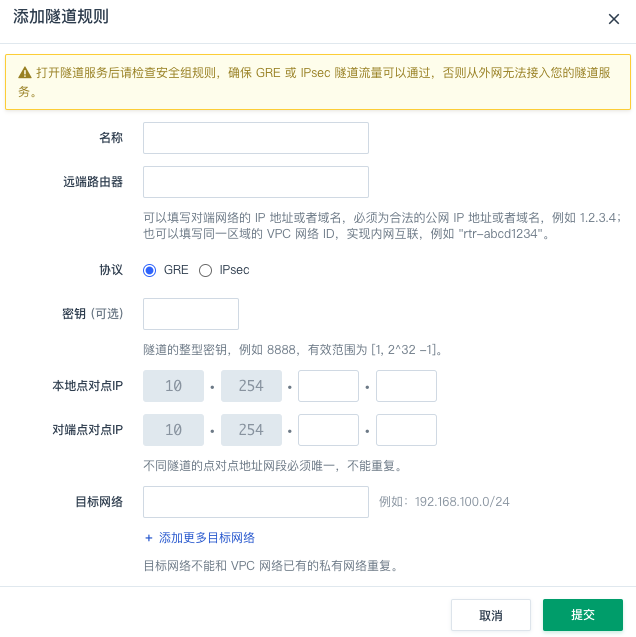 添加隧道规则
打开隧道服务后请检查安全组规则，确保 GRE 或 IPsec 隧道流量可以通过，否则从外网无法接入您的隧道服
务。
名称
远端路由器
可以填写对端网络的 IP 地址或者域名，必须为合法的公网 IP 地址或者域名，例如 1.2.3.4；
也可以填写同一区域的 VPC 网络 ID，实现内网互联，例如 "rtr-abcd1234"。
协议 GRE IPsec
密钥 (可选)
隧道的整型密钥，例如 8888，有效范围为 [1, 2^32 -1]。
本地点对点IP 10 . 254 . .
对端点对点IP 10 . 254 . .
不同隧道的点对点地址网段必须唯一，不能重复。
目标网络 例如：192.168.100.0/24
+ 添加更多目标网络
目标网络不能和 VPC 网络已有的私有网络重复。
取消 提交